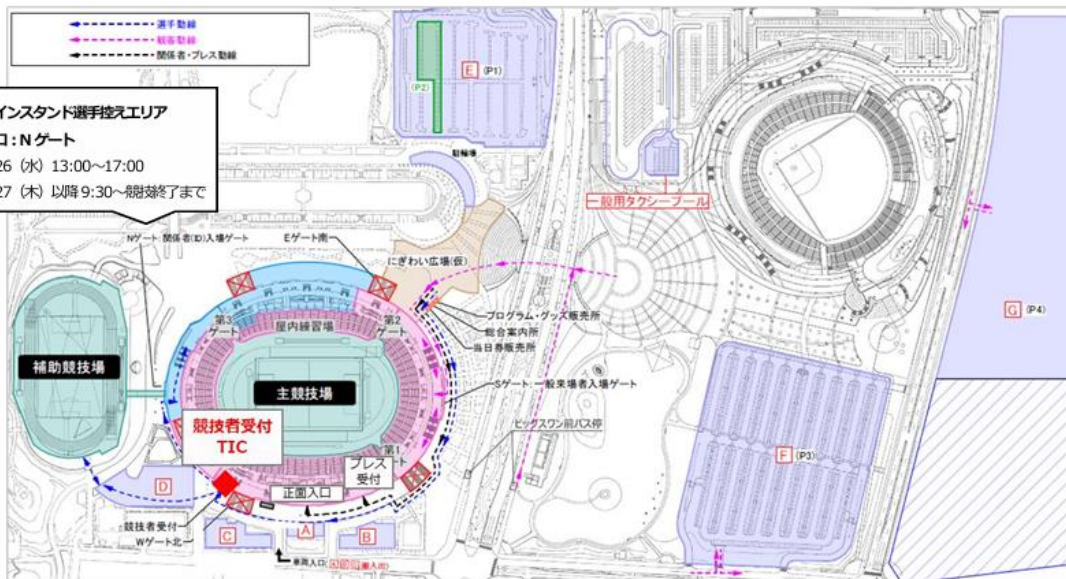 選手動線
観客動線
関係者・プレス動線
インスタンド選手控えエリア
口：Nゲート
26（水）13:00～17:00
27（木）以降9:30～競技終了まで
E (P1)
(P2)
駐輪場
一般用タクシープール
Nゲート 関係者(ID)入場ゲート
Eゲート南
にぎわい広場(仮)
プログラム・グッズ販売所
総合案内所
当日券販売所
第3
ゲート
屋内練習場
第2
ゲート
補助競技場
主競技場
Sゲート 一般来場者入場ゲート
G (P4)
競技者受付
TIC
ビッグスワン前バス停
第1
ゲート
プレス
受付
正面入口
F (P3)
D
競技者受付
Wゲート北
C
A
B
車両入口